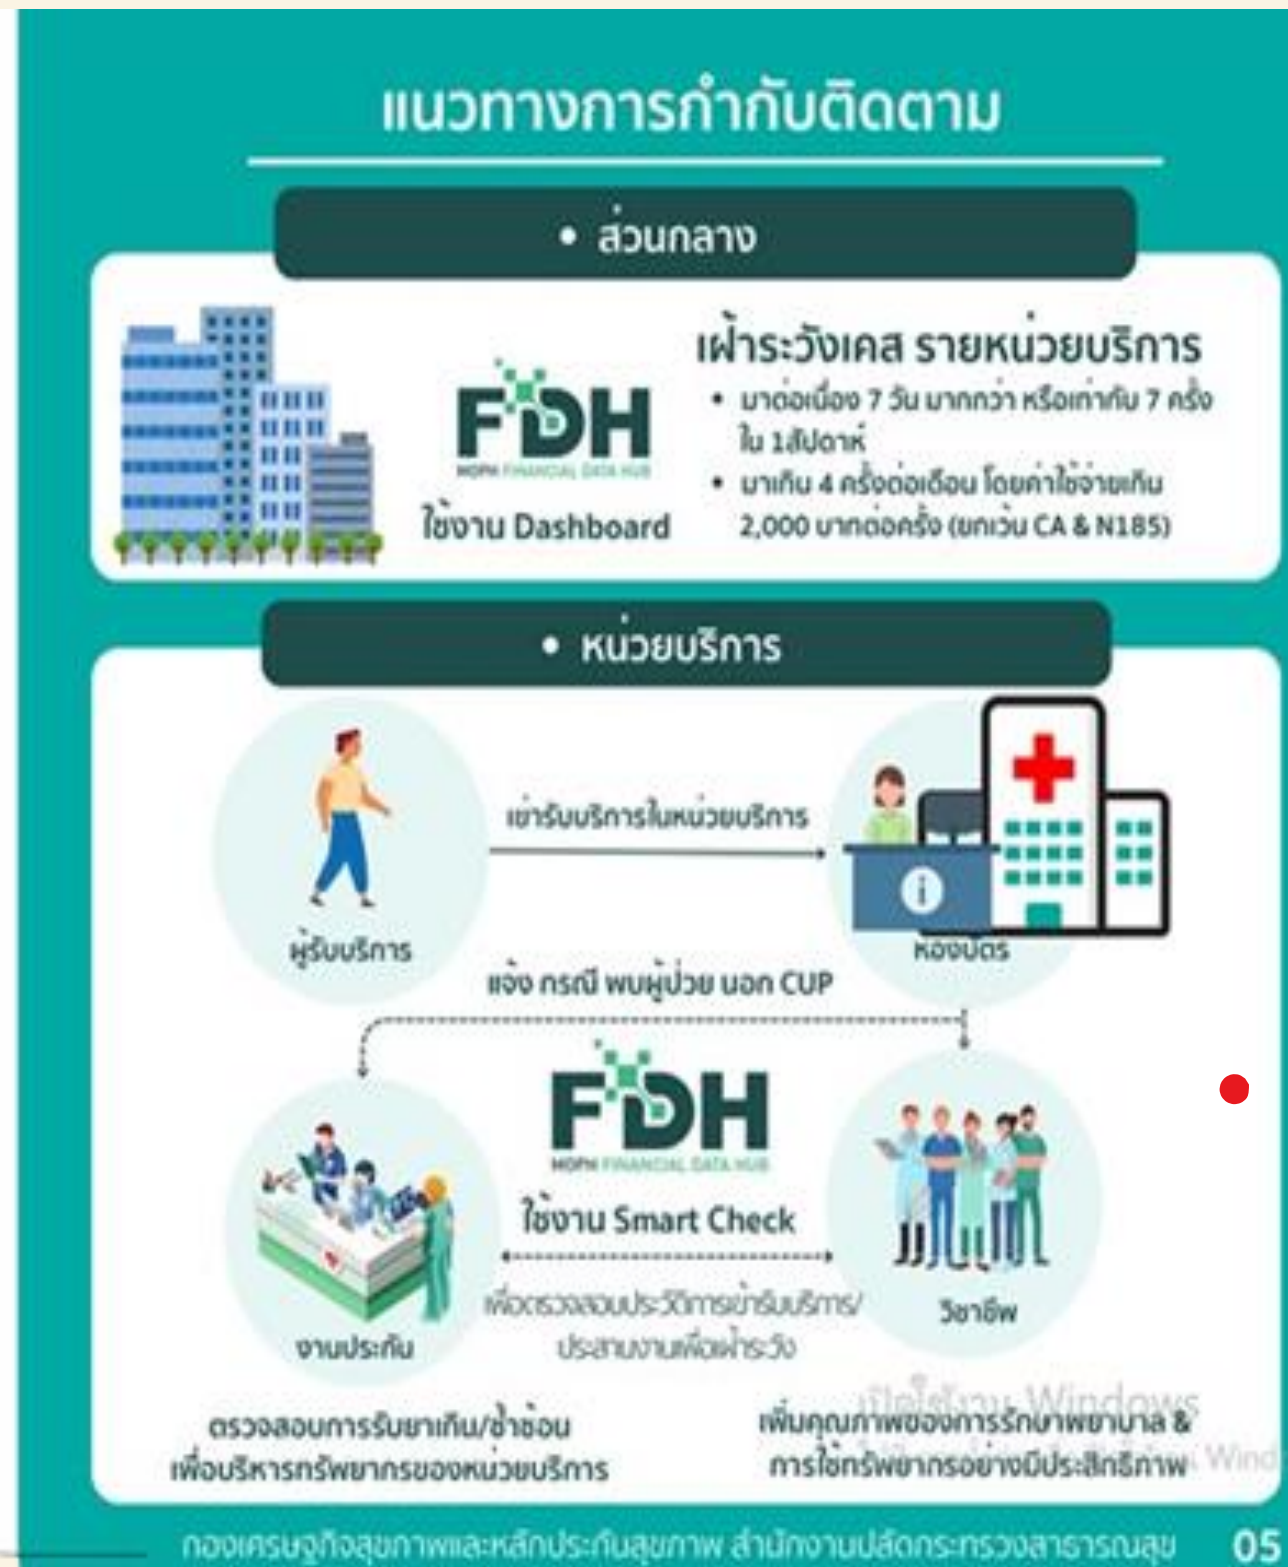 แนวทางการกำกับติดตาม
• ส่วนกลาง
เฝ้าระวังเคส รายหน่วยบริการ
• มาต่อเนื่อง 7 วัน มากกว่า หรือเท่ากับ 7 ครั้ง
ใน 1สัปดาห์
• มาเกิน 4 ครั้งต่อเดือน โดยค่าใช้จ่ายเกิน
2,000 บาทต่อครั้ง (ยกเว้น CA & N185)
FDH
MOPH FINANCIAL DATA HUB
ใช้งาน Dashboard
• หน่วยบริการ
เข้ารับบริการในหน่วยบริการ
i
ผู้รับบริการ
ห้องบัตร
แจ้ง กรณี พบผู้ป่วย นอก CUP
FDH
MOPH FINANCIAL DATA HUB
ใช้งาน Smart Check
เพื่อตรวจสอบประวัติการเข้ารับบริการ/
ประสานงานเพื่อเฝ้าระวัง
งานประกัน
วิชาชีพ
ตรวจสอบการรับยาเกิน/ซ้ำซ้อน
เพื่อบริหารทรัพยากรของหน่วยบริการ
เพิ่มคุณภาพของการรักษาพยาบาล &
การใช้ทรัพยากรอย่างมีประสิทธิภาพ
เปิดใช้งาน Windows
Wind
กองเศรษฐกิจสุขภาพและหลักประกันสุขภาพ สำนักงานปลัดกระทรวงสาธารณสุข
05